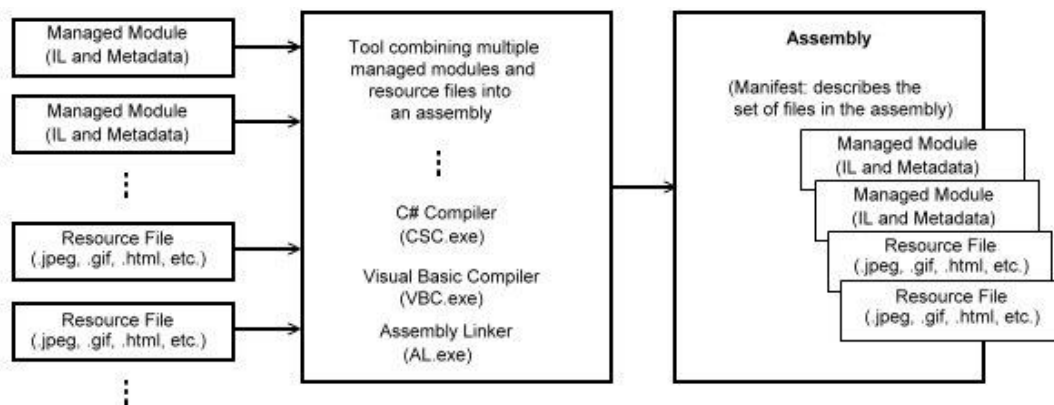 Managed Module
(IL and Metadata)
Managed Module
(IL and Metadata)
Resource File
(.jpeg, .gif, .html, etc.)
Resource File
(.jpeg, .gif, .html, etc.)
Tool combining multiple
managed modules and
resource files into
an assembly
C# Compiler
(CSC.exe)
Visual Basic Compiler
(VBC.exe)
Assembly Linker
(AL.exe)
Assembly
(Manifest: describes the
set of files in the assembly)
Managed Module
(IL and Metadata)
Managed Module
(IL and Metadata)
Resource File
(.jpeg, .gif, .html, etc.)
Resource File
(.jpeg, .gif, .html, etc.)